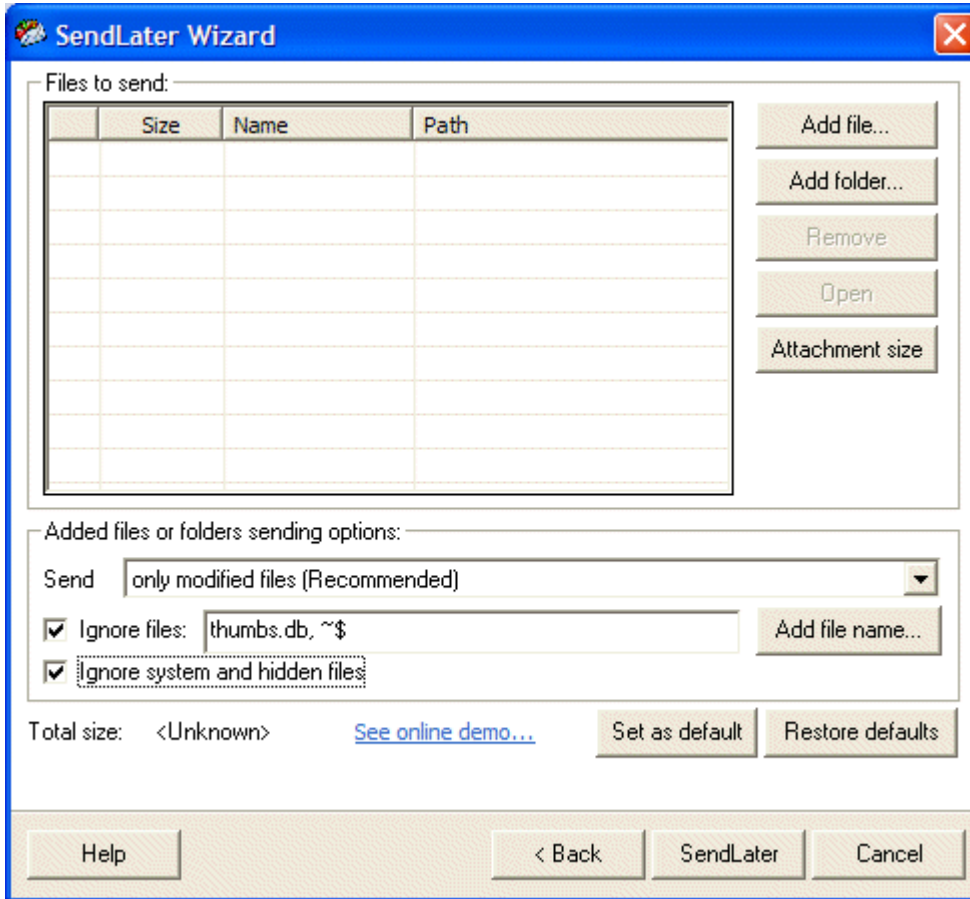 SendLater Wizard
Files to send:
Size Name Path
Add file...
Add folder...
Remove
Open
Attachment size
Added files or folders sending options:
Send only modified files (Recommended)
Ignore files: thumbs.db, ~$ Add file name...
Ignore system and hidden files
Total size: <Unknown> See online demo... Set as default Restore defaults
Help < Back SendLater Cancel